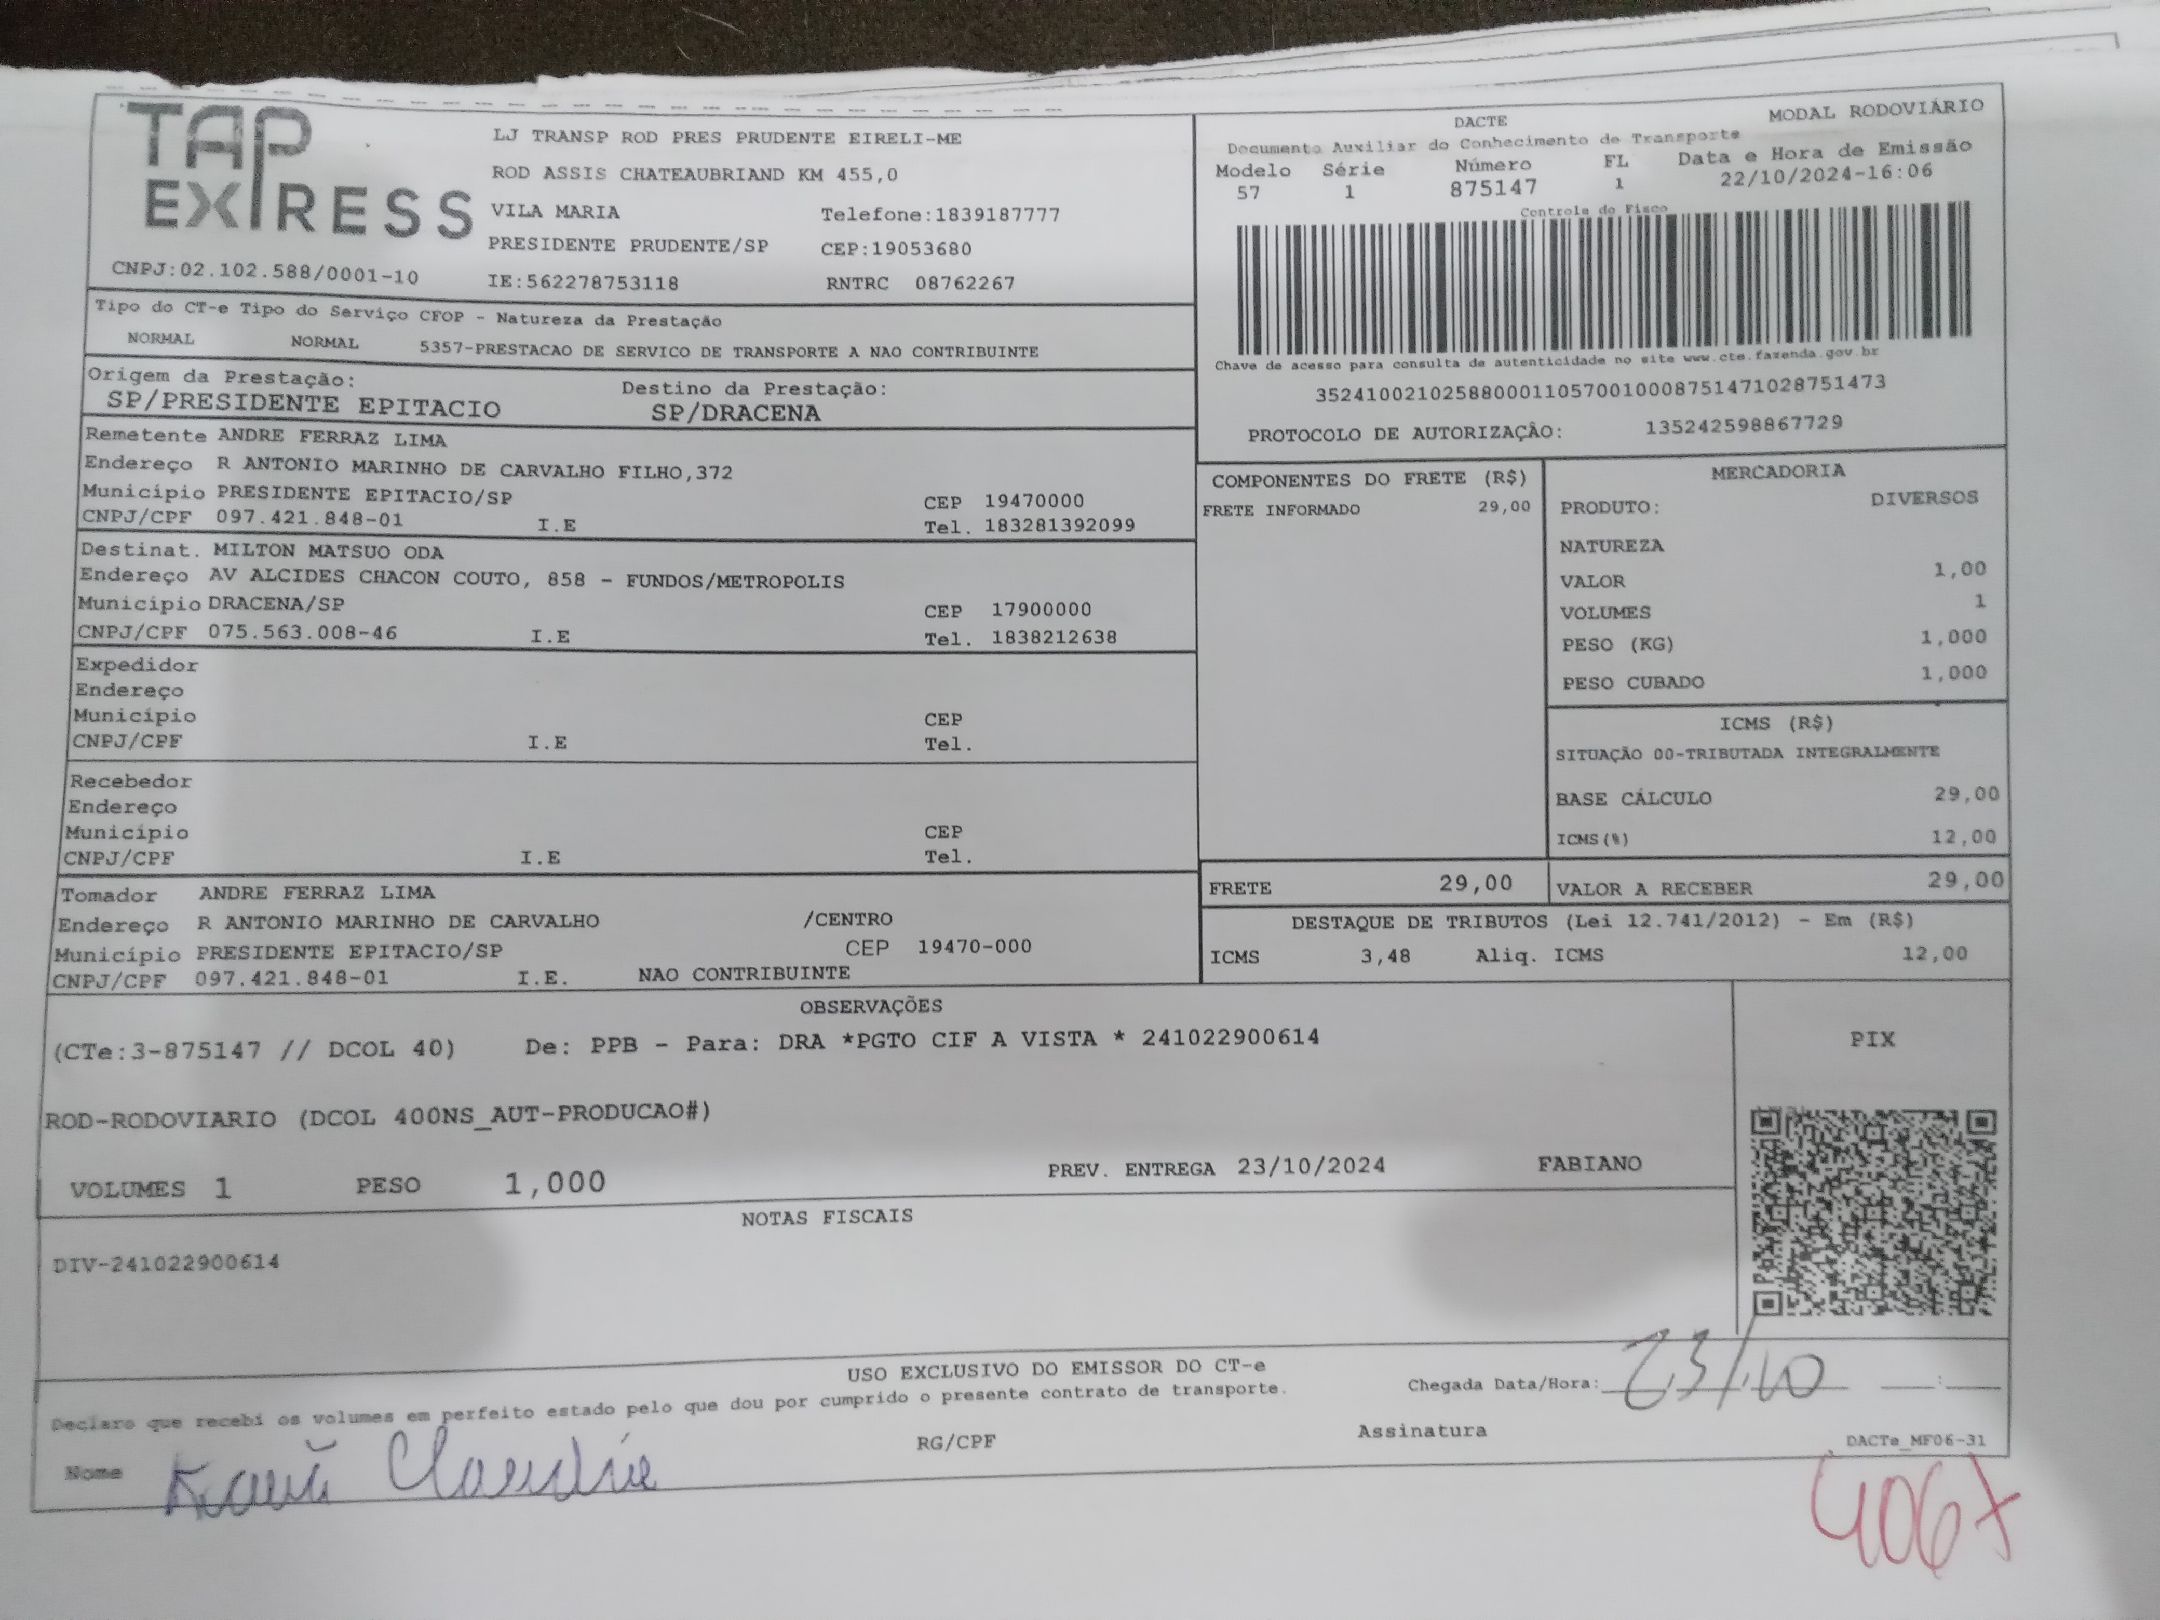 TAP EXPRESS
LJ TRANSP ROD PRES PRUDENTE EIRELI-ME
ROD ASSIS CHATEAUBRIAND KM 455,0
VILA MARIA Telefone:1839187777
PRESIDENTE PRUDENTE/SP CEP:19053680
CNPJ:02.102.588/0001-10 IE:562278753118 RNTRC 08762267
DACTE MODAL RODOVIÁRIO
Documento Auxiliar do Conhecimento de Transporte
Modelo Série Número FL Data e Hora de Emissão
57 1 875147 1 22/10/2024-16:06
Controle do Fisco
Chave de acesso para consulta de autenticidade no site www.cte.fazenda.gov.br
35241002102588000110570010008751471028751473
PROTOCOLO DE AUTORIZAÇÃO: 135242598867729
Tipo do CT-e Tipo do Serviço CFOP - Natureza da Prestação
NORMAL NORMAL 5357-PRESTACAO DE SERVICO DE TRANSPORTE A NAO CONTRIBUINTE
Origem da Prestação: Destino da Prestação:
SP/PRESIDENTE EPITACIO SP/DRACENA
Remetente ANDRE FERRAZ LIMA
Endereço R ANTONIO MARINHO DE CARVALHO FILHO,372
Município PRESIDENTE EPITACIO/SP CEP 19470000
CNPJ/CPF 097.421.848-01 I.E Tel. 183281392099
Destinat. MILTON MATSUO ODA
Endereço AV ALCIDES CHACON COUTO, 858 - FUNDOS/METROPOLIS
Município DRACENA/SP CEP 17900000
CNPJ/CPF 075.563.008-46 I.E Tel. 1838212638
Expedidor
Endereço
Município CEP
CNPJ/CPF I.E Tel.
Recebedor
Endereço
Município CEP
CNPJ/CPF I.E Tel.
Tomador ANDRE FERRAZ LIMA
Endereço R ANTONIO MARINHO DE CARVALHO /CENTRO
Município PRESIDENTE EPITACIO/SP CEP 19470-000
CNPJ/CPF 097.421.848-01 I.E. NAO CONTRIBUINTE
COMPONENTES DO FRETE (R$)
FRETE INFORMADO 29,00
MERCADORIA
PRODUTO: DIVERSOS
NATUREZA
VALOR 1,00
VOLUMES 1
PESO (KG) 1,000
PESO CUBADO 1,000
ICMS (R$)
SITUAÇÃO 00-TRIBUTADA INTEGRALMENTE
BASE CÁLCULO 29,00
ICMS(%) 12,00
FRETE 29,00 VALOR A RECEBER 29,00
DESTAQUE DE TRIBUTOS (Lei 12.741/2012) - Em (R$)
ICMS 3,48 Aliq. ICMS 12,00
OBSERVAÇÕES
(CTe:3-875147 // DCOL 40) De: PPB - Para: DRA *PGTO CIF A VISTA * 241022900614
ROD-RODOVIARIO (DCOL 400NS_AUT-PRODUCAO#)
VOLUMES 1 PESO 1,000 PREV. ENTREGA 23/10/2024 FABIANO
PIX
NOTAS FISCAIS
DIV-241022900614
USO EXCLUSIVO DO EMISSOR DO CT-e
Declaro que recebi os volumes em perfeito estado pelo que dou por cumprido o presente contrato de transporte.
Chegada Data/Hora: 23/10 :
Nome RG/CPF Assinatura
DACTe_MF06-31